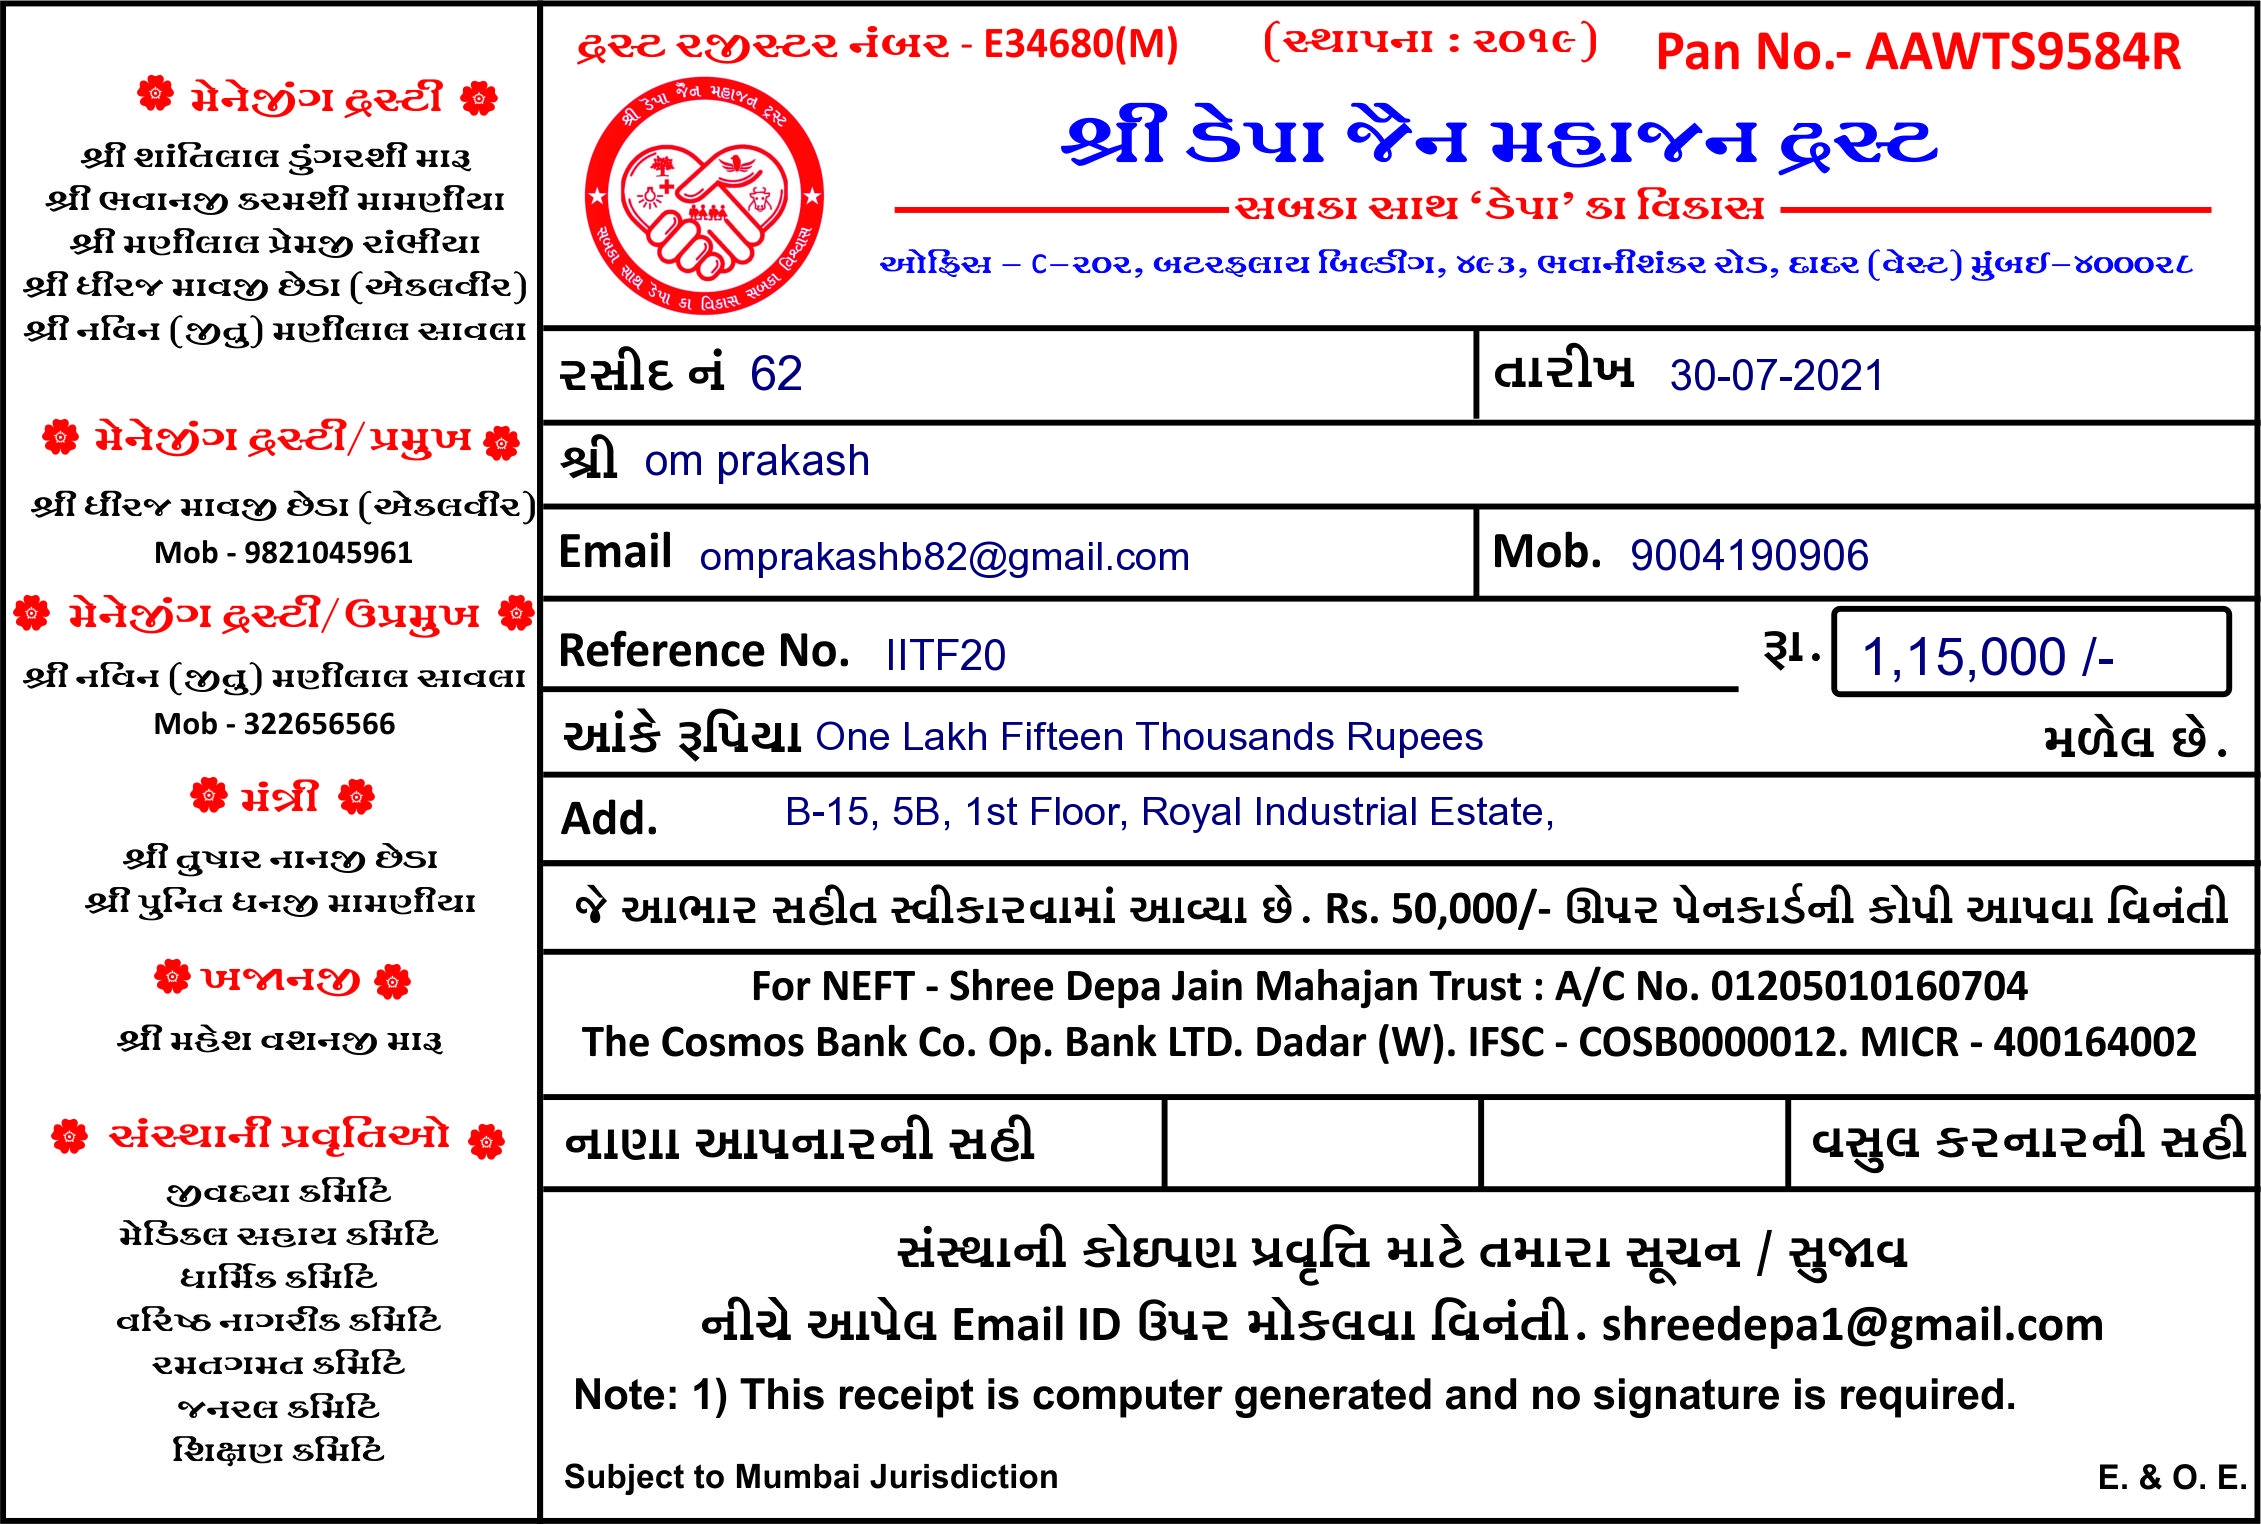 મેનેજીંગ ટ્રસ્ટી
શ્રી શાંતિલાલ ડુંગરશી મારૂ
શ્રી ભવાનજી કરમશી મામણીયા
શ્રી મણીલાલ પ્રેમજી રાંભીયા
શ્રી ધીરજ માવજી છેડા (એકલવીર)
શ્રી નવિન (જીતુ) મણીલાલ સાવલા
મેનેજીંગ ટ્રસ્ટી/પ્રમુખ
શ્રી ધીરજ માવજી છેડા (એકલવીર)
Mob - 9821045961
મેનેજીંગ ટ્રસ્ટી/ઉપ્રમુખ
શ્રી નવિન (જીતુ) મણીલાલ સાવલા
Mob - 322656566
મંત્રી
શ્રી તુષાર નાનજી છેડા
શ્રી પુનિત ધનજી મામણીયા
ખજાનજી
શ્રી મહેશ વશનજી મારૂ
સંસ્થાની પ્રવૃતિઓ
જીવદયા કમિટિ
મેડિકલ સહાય કમિટિ
ધાર્મિક કમિટિ
વરિષ્ઠ નાગરીક કમિટિ
રમતગમત કમિટિ
જનરલ કમિટિ
શિક્ષણ કમિટિ
ટ્રસ્ટ રજીસ્ટર નંબર - E34680(M) (સ્થાપના : ૨૦૧૯) Pan No.- AAWTS9584R
શ્રી ડેપા જૈન મહાજન ટ્રસ્ટ
સબકા સાથ ‘ડેપા’ કા વિકાસ
ઓફિસ – C–૨૦૨, બટરફલાય બિલ્ડીંગ, ૪૯૩, ભવાનીશંકર રોડ, દાદર (વેસ્ટ) મુંબઈ–૪૦૦૦૨૮
શ્રી ડેપા જૈન મહાજન ટ્રસ્ટ
સબકા સાથ ડેપા કા વિકાસ સબકા વિશ્વાસ
રસીદ નં 62 તારીખ 30-07-2021
શ્રી om prakash
Email omprakashb82@gmail.com Mob. 9004190906
Reference No. IITF20 રૂા. 1,15,000 /-
આંકે રૂપિયા One Lakh Fifteen Thousands Rupees મળેલ છે.
Add. B-15, 5B, 1st Floor, Royal Industrial Estate,
જે આભાર સહીત સ્વીકારવામાં આવ્યા છે. Rs. 50,000/- ઊપર પેનકાર્ડની કોપી આપવા વિનંતી
For NEFT - Shree Depa Jain Mahajan Trust : A/C No. 01205010160704
The Cosmos Bank Co. Op. Bank LTD. Dadar (W). IFSC - COSB0000012. MICR - 400164002
નાણા આપનારની સહી વસુલ કરનારની સહી
સંસ્થાની કોઇપણ પ્રવૃત્તિ માટે તમારા સૂચન / સુજાવ
નીચે આપેલ Email ID ઉપર મોકલવા વિનંતી. shreedepa1@gmail.com
Note: 1) This receipt is computer generated and no signature is required.
Subject to Mumbai Jurisdiction E. & O. E.